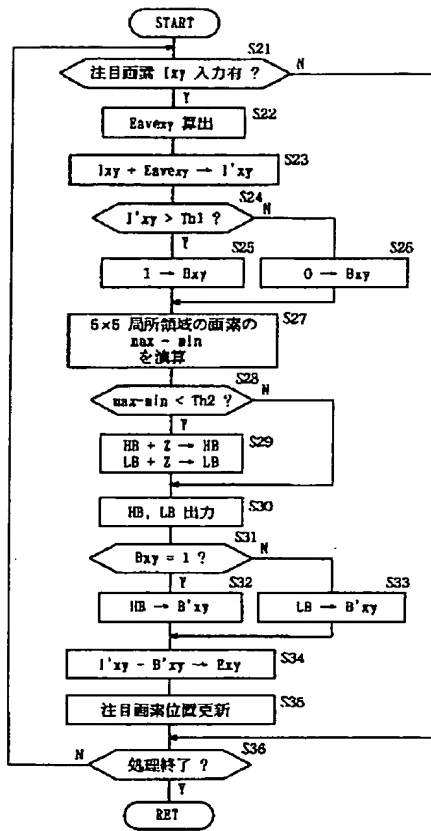 START
S21
注目画素 Ixy 入力有 ?
N
Y
S22
Eavexy 算出
S23
Ixy + Eavexy → I'xy
S24
I'xy > Th1 ?
N
Y
S25
1 → Bxy
S26
0 → Bxy
S27
5×5 局所領域の画素の
max - min
を演算
S28
max-min < Th2 ?
N
Y
S29
HB + Z → HB
LB + Z → LB
S30
HB, LB 出力
S31
Bxy = 1 ?
N
Y
S32
HB → B'xy
S33
LB → B'xy
S34
I'xy - B'xy → Exy
S35
注目画素位置更新
S36
N
処理終了 ?
Y
RET